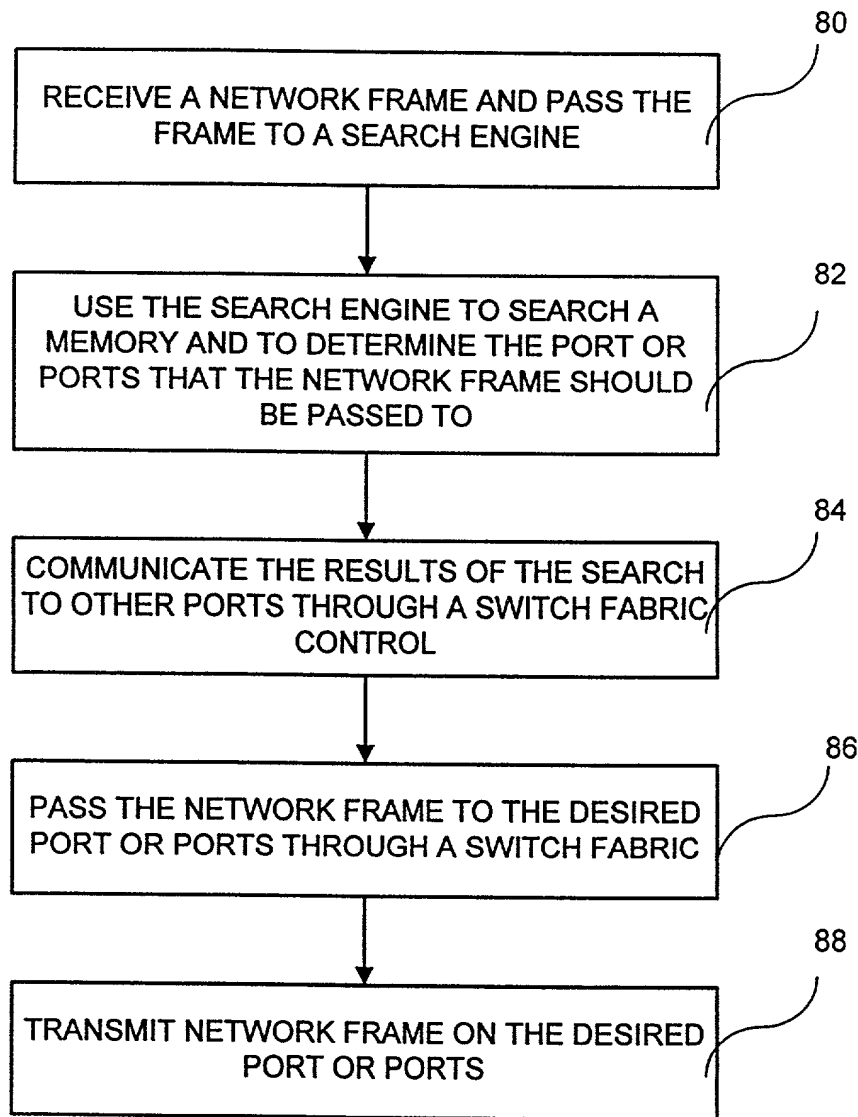 80
RECEIVE A NETWORK FRAME AND PASS THE
FRAME TO A SEARCH ENGINE
82
USE THE SEARCH ENGINE TO SEARCH A
MEMORY AND TO DETERMINE THE PORT OR
PORTS THAT THE NETWORK FRAME SHOULD
BE PASSED TO
84
COMMUNICATE THE RESULTS OF THE SEARCH
TO OTHER PORTS THROUGH A SWITCH FABRIC
CONTROL
86
PASS THE NETWORK FRAME TO THE DESIRED
PORT OR PORTS THROUGH A SWITCH FABRIC
88
TRANSMIT NETWORK FRAME ON THE DESIRED
PORT OR PORTS